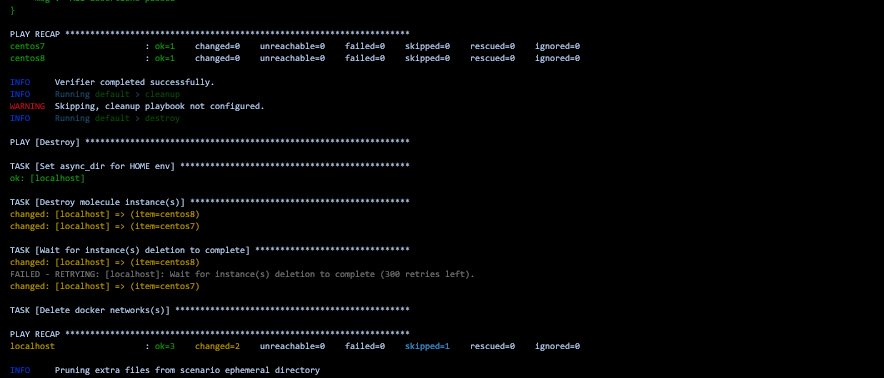 }
PLAY RECAP *********************************************************************
centos7 : ok=1 changed=0 unreachable=0 failed=0 skipped=0 rescued=0 ignored=0
centos8 : ok=1 changed=0 unreachable=0 failed=0 skipped=0 rescued=0 ignored=0
INFO Verifier completed successfully.
INFO Running default > cleanup
WARNING Skipping, cleanup playbook not configured.
INFO Running default > destroy
PLAY [Destroy] *****************************************************************
TASK [Set async_dir for HOME env] **********************************************
ok: [localhost]
TASK [Destroy molecule instance(s)] ********************************************
changed: [localhost] => (item=centos8)
changed: [localhost] => (item=centos7)
TASK [Wait for instance(s) deletion to complete] *******************************
changed: [localhost] => (item=centos8)
FAILED - RETRYING: [localhost]: Wait for instance(s) deletion to complete (300 retries left).
changed: [localhost] => (item=centos7)
TASK [Delete docker networks(s)] ***********************************************
PLAY RECAP *********************************************************************
localhost : ok=3 changed=2 unreachable=0 failed=0 skipped=1 rescued=0 ignored=0
INFO Pruning extra files from scenario ephemeral directory